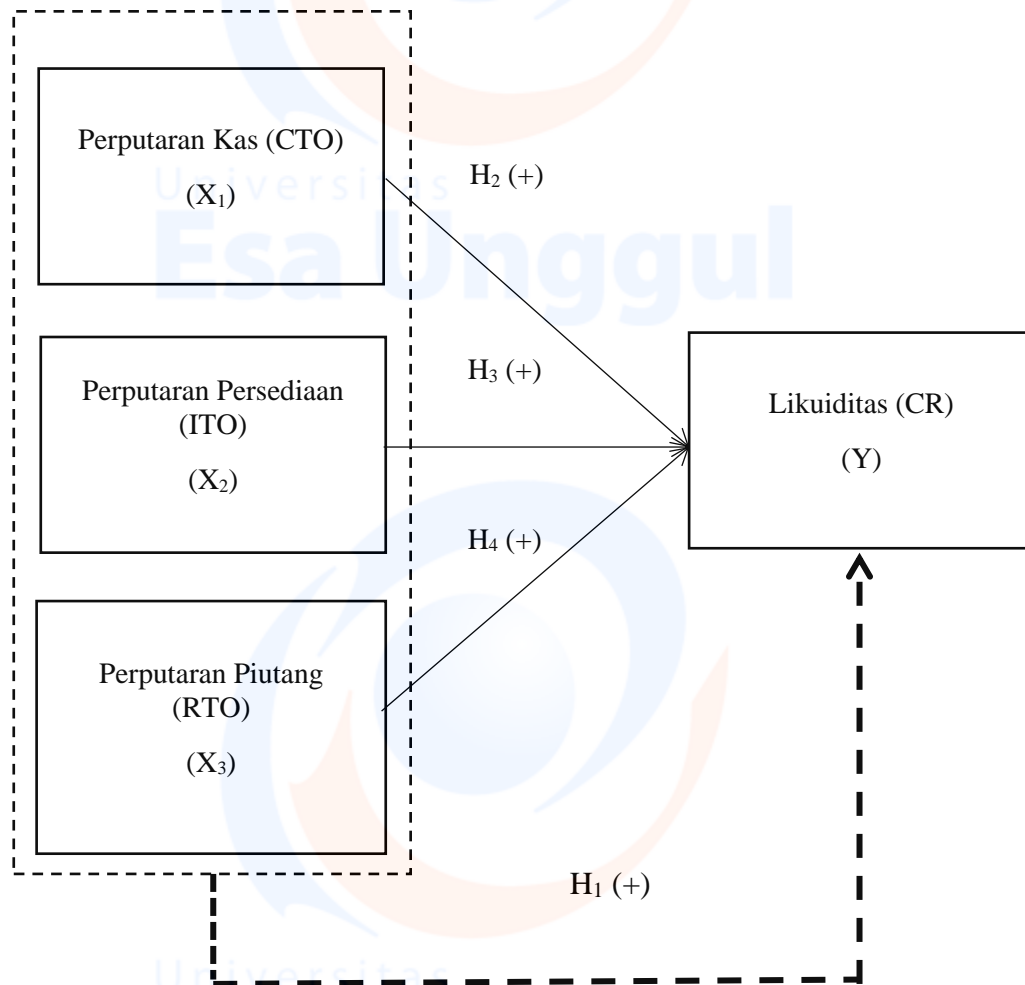 Perputaran Kas (CTO)
(X₁)
H₂ (+)
Universitas
Esa Unggul
Perputaran Persediaan
(ITO)
(X₂)
H₃ (+)
Likuiditas (CR)
(Y)
H₄ (+)
Perputaran Piutang
(RTO)
(X₃)
H₁ (+)
Universitas